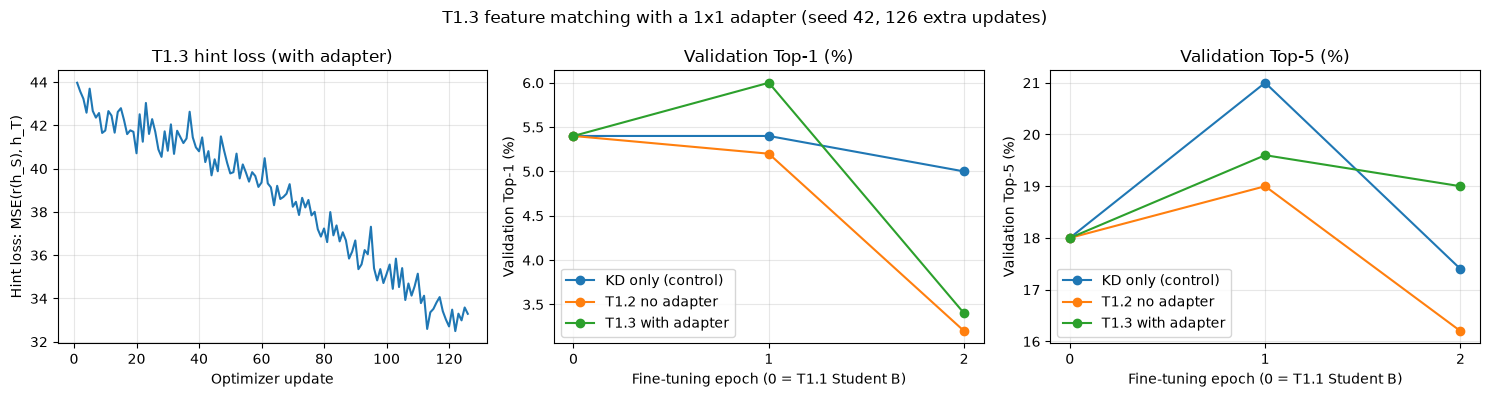 T1.3 feature matching with a 1x1 adapter (seed 42, 126 extra updates)
T1.3 hint loss (with adapter)
Hint loss: MSE(r(h_S), h_T)
44
42
40
38
36
34
32
0
20
40
60
80
100
120
Optimizer update
Validation Top-1 (%)
Validation Top-1 (%)
6.0
5.5
5.0
4.5
4.0
3.5
KD only (control)
T1.2 no adapter
T1.3 with adapter
0
1
2
Fine-tuning epoch (0 = T1.1 Student B)
Validation Top-5 (%)
Validation Top-5 (%)
21
20
19
18
17
16
KD only (control)
T1.2 no adapter
T1.3 with adapter
0
1
2
Fine-tuning epoch (0 = T1.1 Student B)